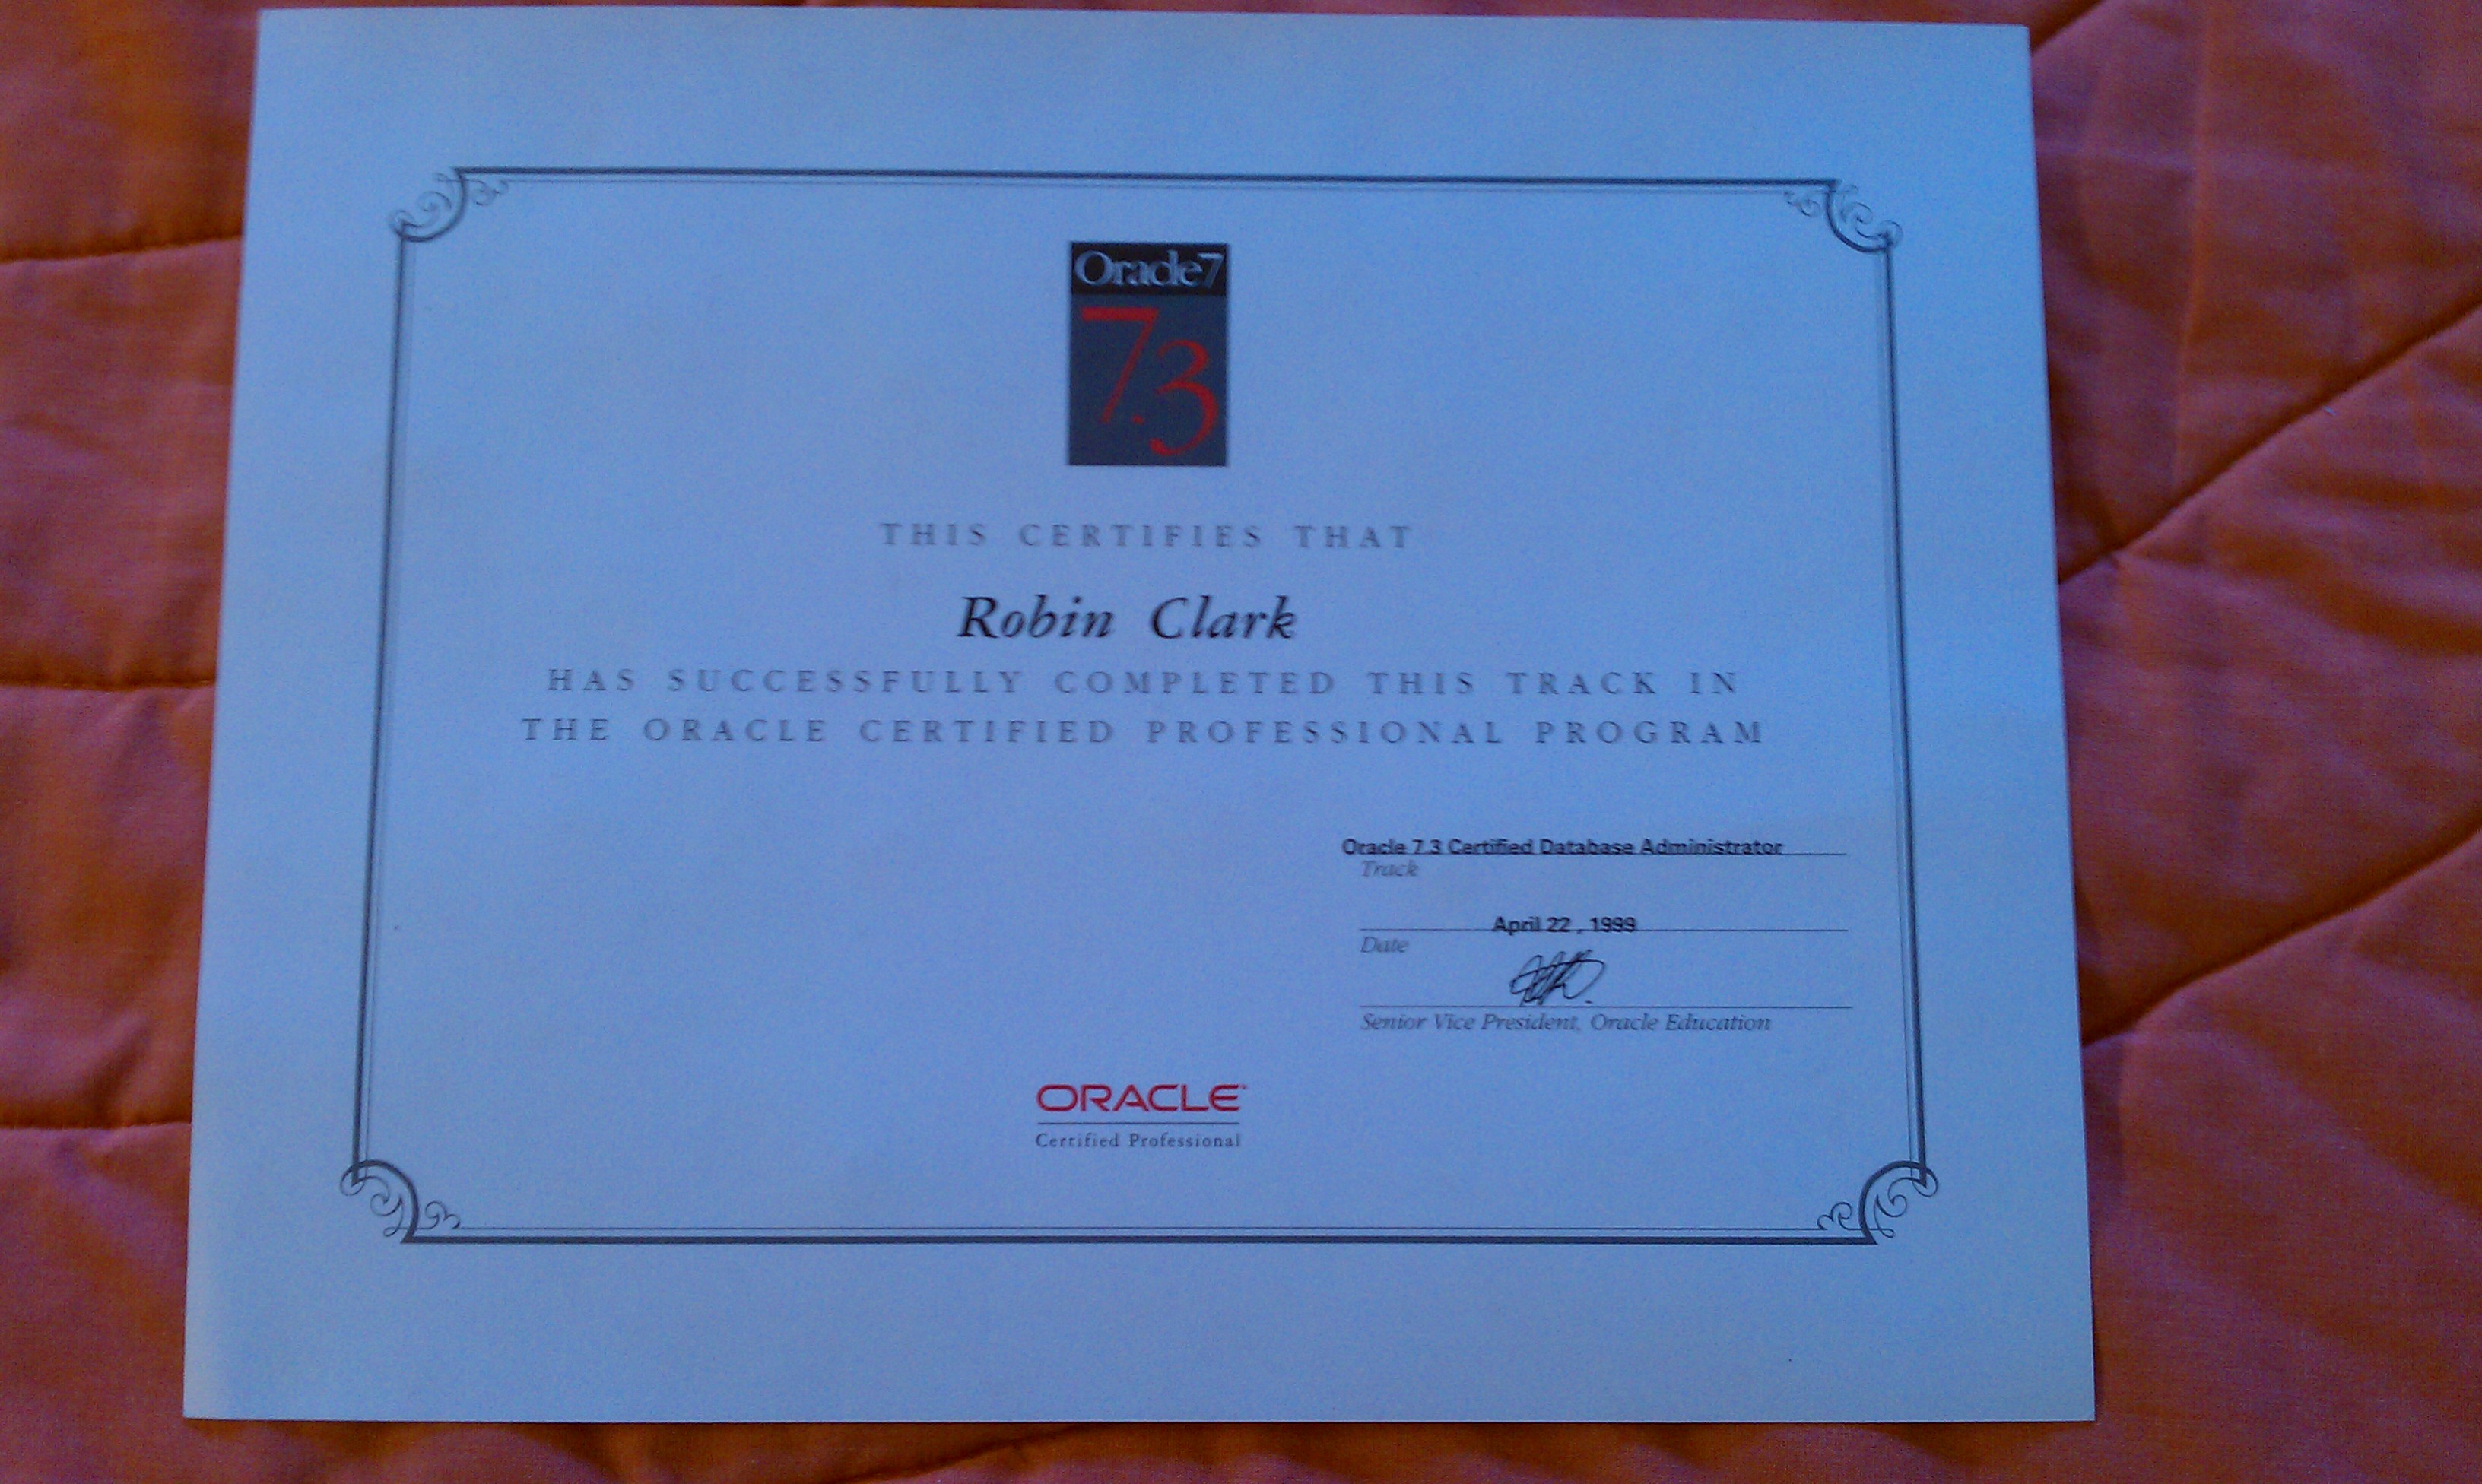 Oracle7
7.3
THIS CERTIFIES THAT
Robin Clark
HAS SUCCESSFULLY COMPLETED THIS TRACK IN
THE ORACLE CERTIFIED PROFESSIONAL PROGRAM
Oracle 7.3 Certified Database Administrator
Track
April 22 , 1999
Date
Senior Vice President, Oracle Education
ORACLE®
Certified Professional